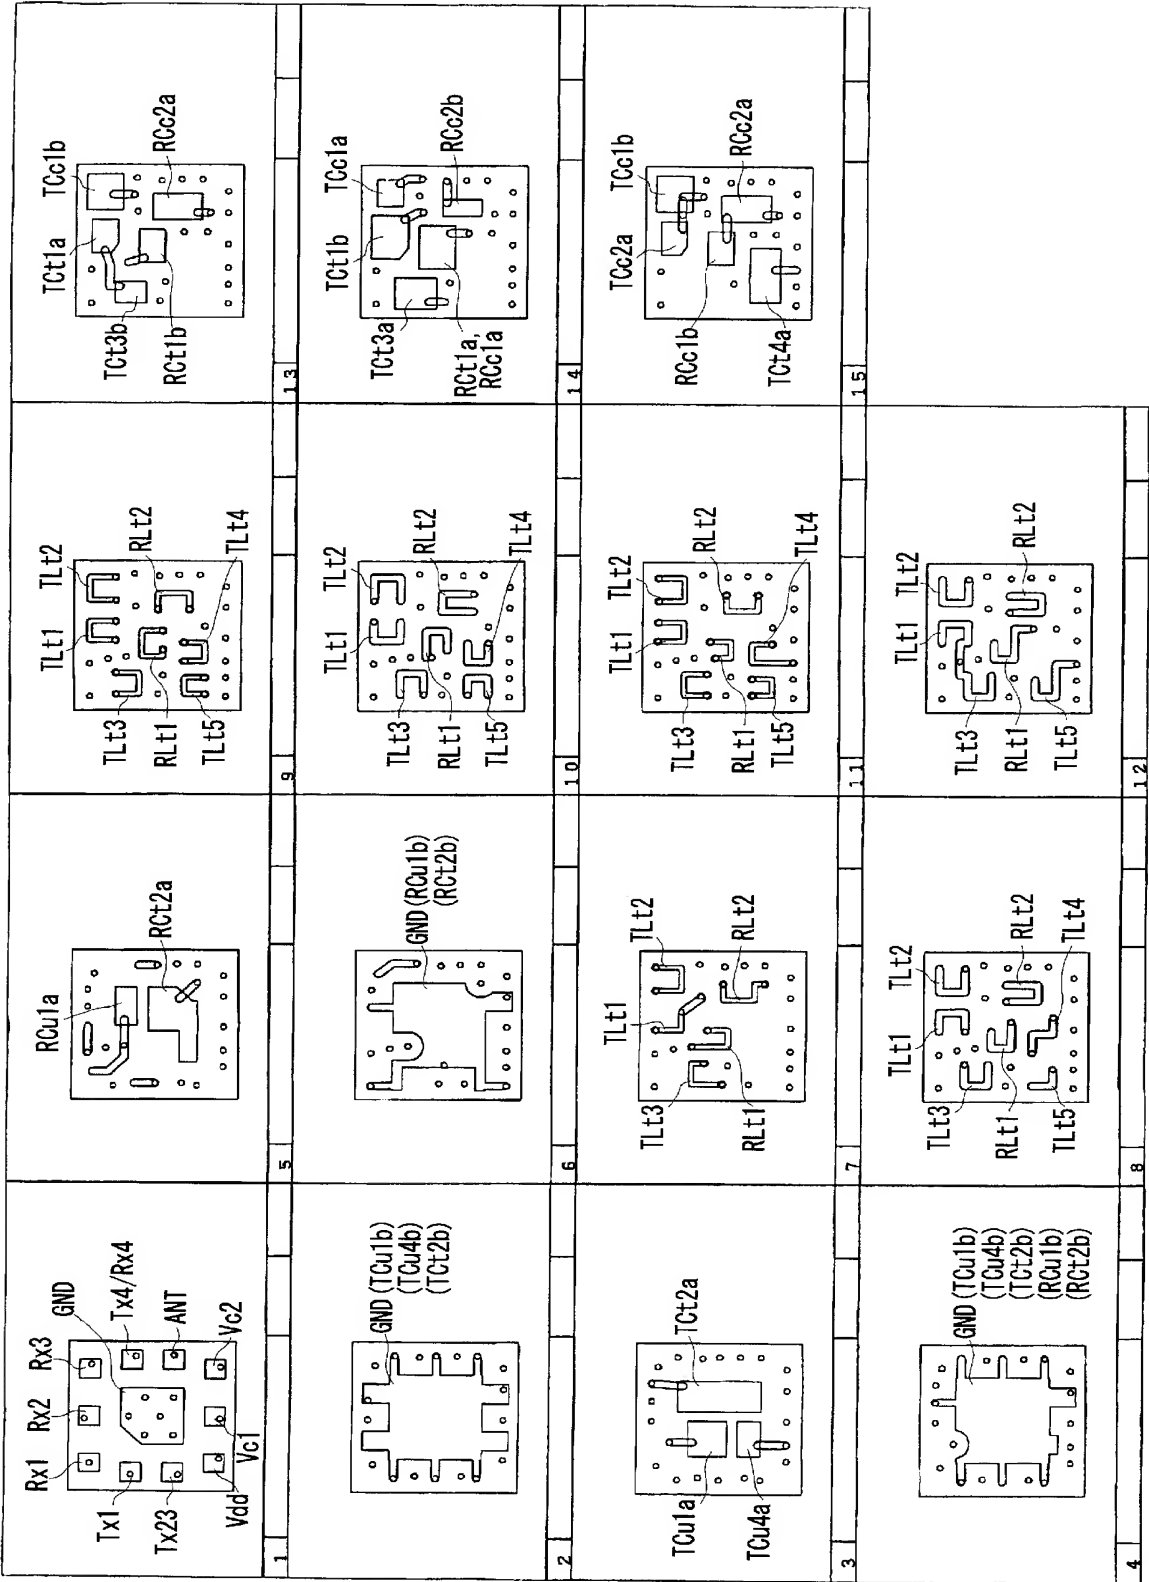 Rx1
Rx2
Rx3
GND
Tx4/Rx4
ANT
Vc2
Vc1
Vdd
Tx23
Tx1
1
GND(TCu1b)
(TCu4b)
(TCt2b)
2
TCt2a
TCu1a
TCu4a
3
GND(TCu1b)
(TCu4b)
(TCt2b)
(RCu1b)
(RCt2b)
4
RCu1a
RCt2a
5
GND(RCu1b)
(RCt2b)
6
TLt1
TLt2
TLt3
RLt1
RLt2
7
TLt1
TLt2
TLt3
RLt1
RLt2
TLt4
TLt5
8
TLt1
TLt2
TLt3
RLt2
RLt1
TLt4
TLt5
9
TLt1
TLt2
TLt3
RLt2
RLt1
TLt4
TLt5
10
TLt1
TLt2
TLt3
RLt2
RLt1
TLt4
TLt5
11
TLt1
TLt2
TLt3
RLt2
RLt1
TLt5
12
TCt1a
TCc1b
TCt3b
RCc2a
RCt1b
13
TCt1b
TCc1a
TCt3a
RCc2b
RCt1a,
RCc1a
14
TCc2a
TCc1b
RCc1b
RCc2a
TCt4a
15